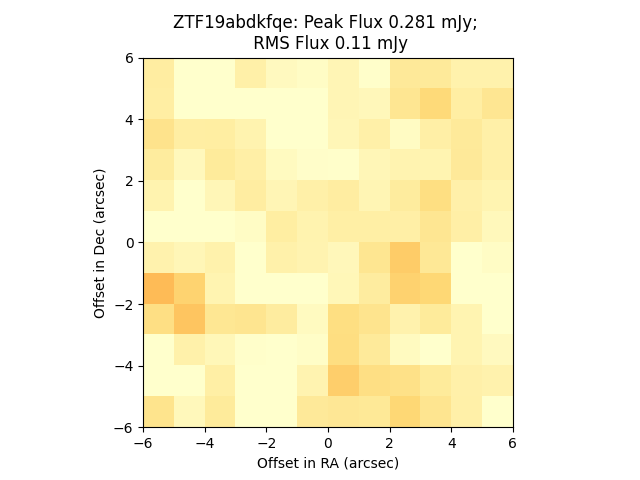 ZTF19abdkfqe: Peak Flux 0.281 mJy;
RMS Flux 0.11 mJy
6
4
2
0
−2
−4
−6
Offset in Dec (arcsec)
−6 −4 −2 0 2 4 6
Offset in RA (arcsec)